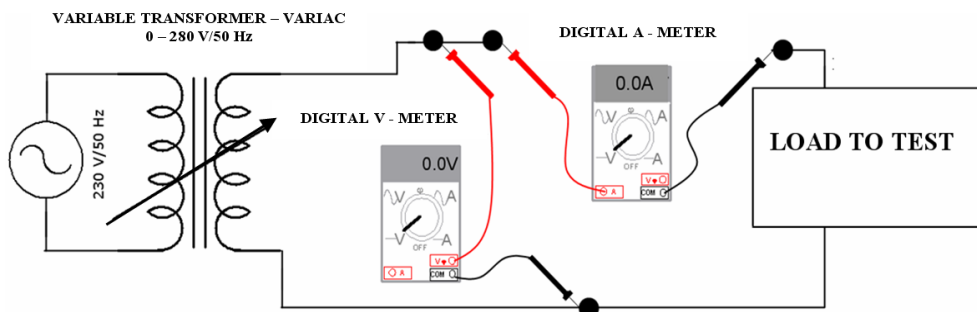 VARIABLE TRANSFORMER – VARIAC
0 – 280 V/50 Hz
DIGITAL A - METER
0.0A
V
A
V
A
OFF
V
A
COM
LOAD TO TEST
230 V/50 Hz
DIGITAL V - METER
0.0V
V
A
V
A
OFF
V
A
COM